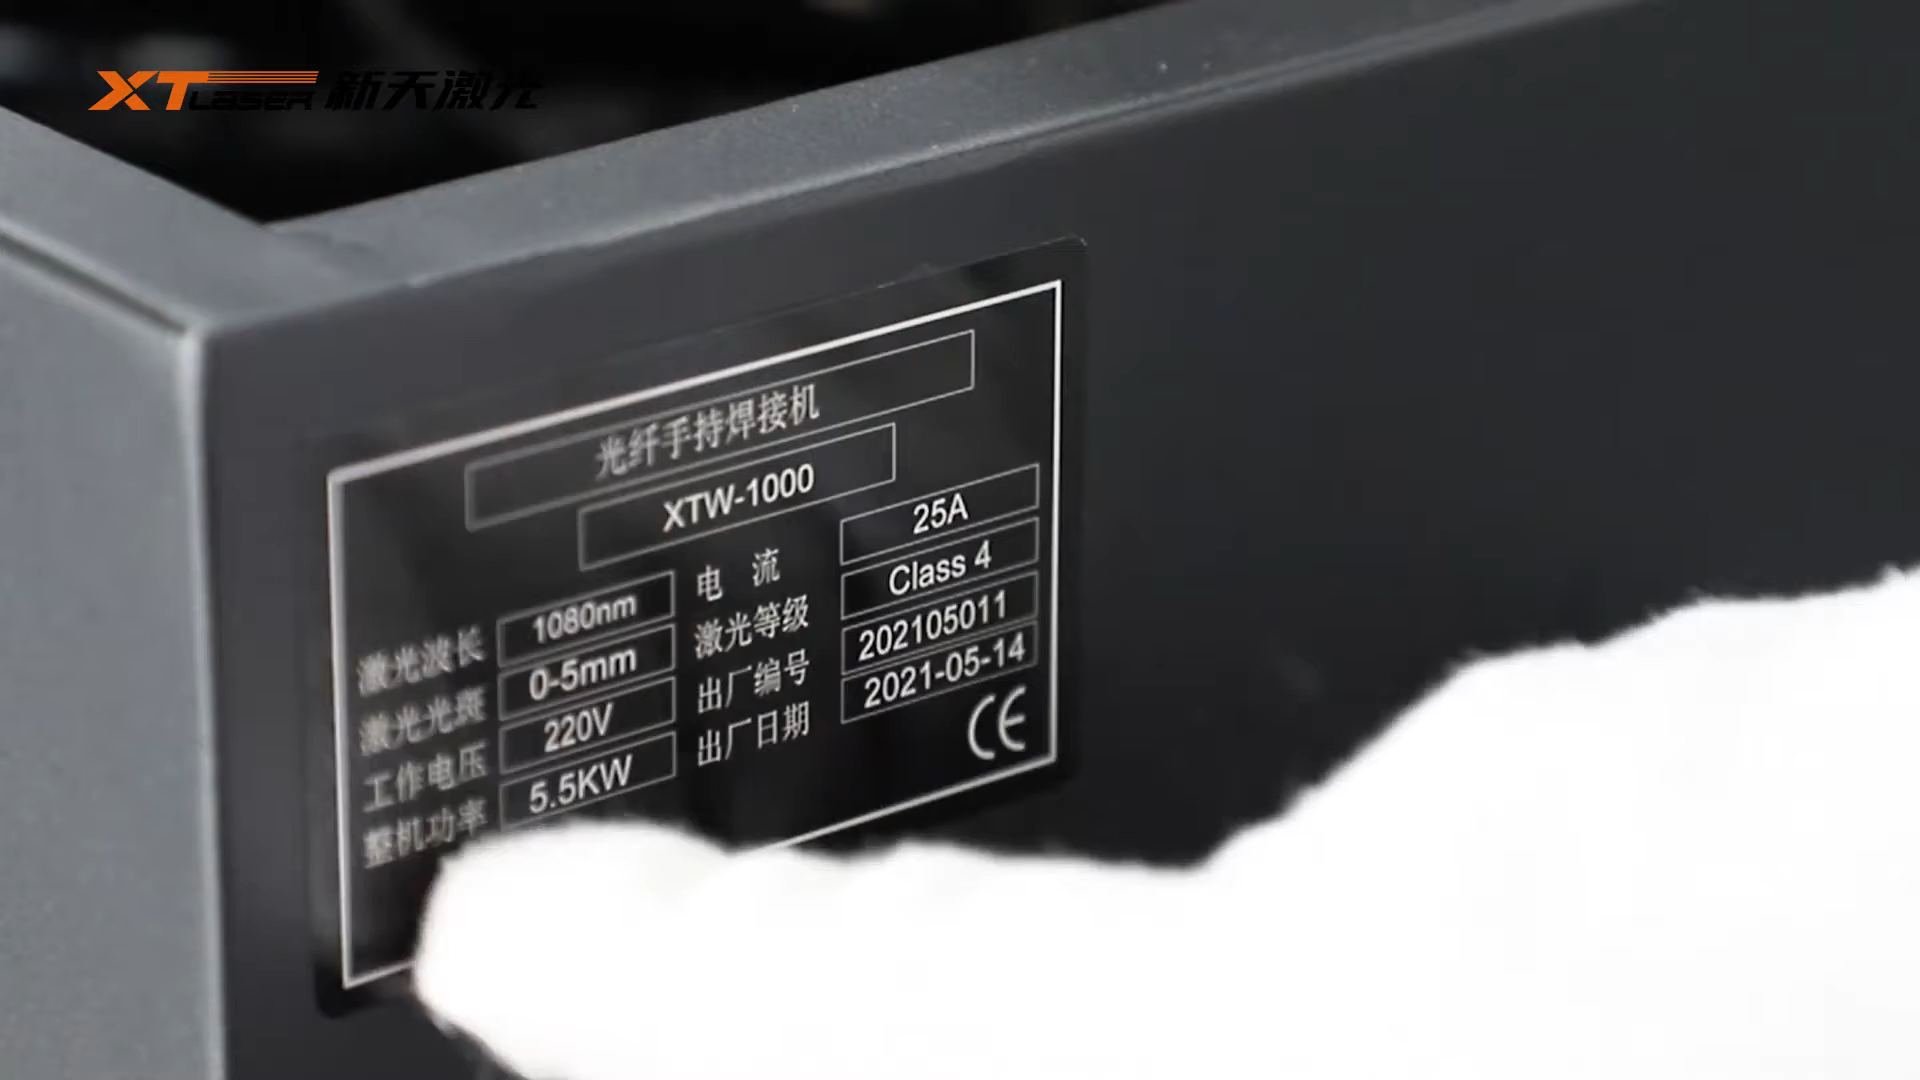 XTLASER 新天激光
光纤手持焊接机
XTW-1000
激光波长 1080nm
激光光斑 0-5mm
工作电压 220V
整机功率 5.5KW
电 流 25A
激光等级 Class 4
出厂编号 202105011
出厂日期 2021-05-14
CE